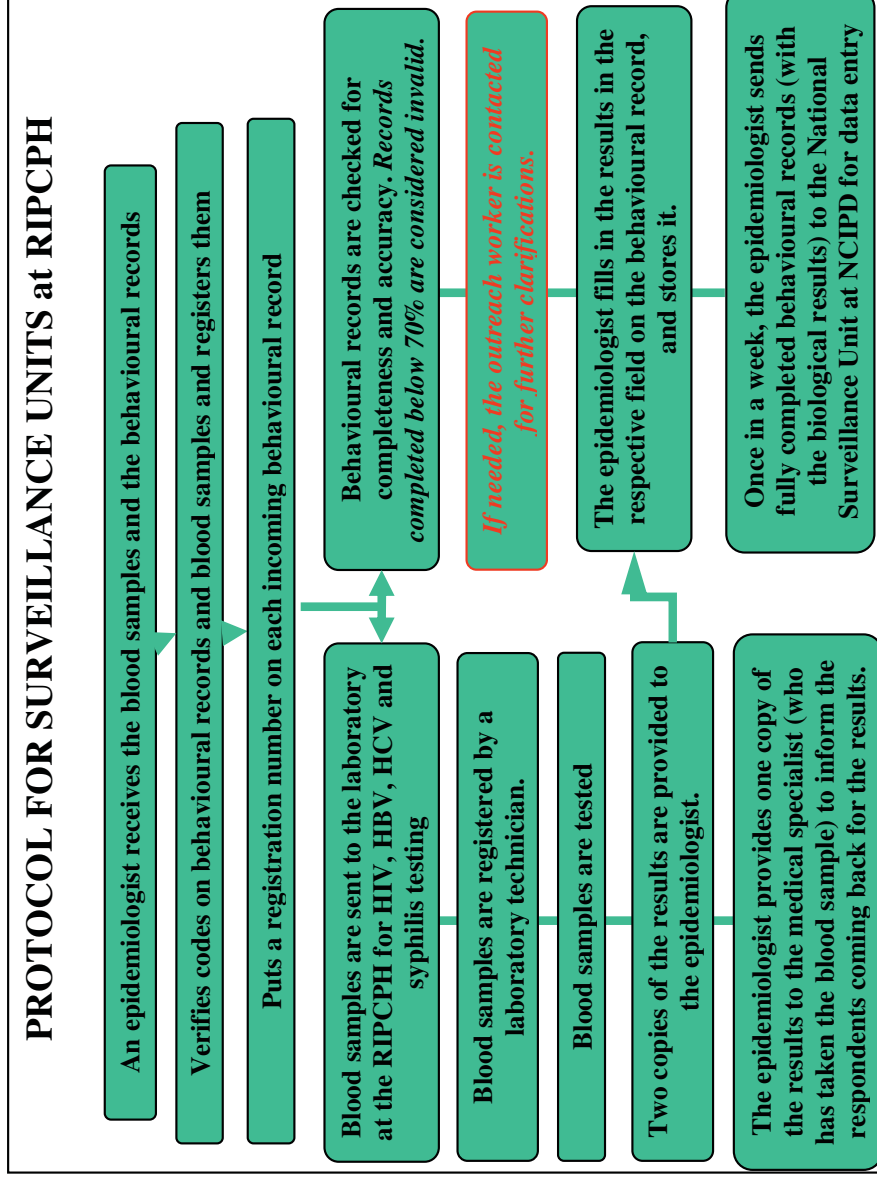 PROTOCOL FOR SURVEILLANCE UNITS at RIPCPH
An epidemiologist receives the blood samples and the behavioural records
Verifies codes on behavioural records and blood samples and registers them
Puts a registration number on each incoming behavioural record
Blood samples are sent to the laboratory
at the RIPCPH for HIV, HBV, HCV and
syphilis testing
Blood samples are registered by a
laboratory technician.
Blood samples are tested
Two copies of the results are provided to
the epidemiologist.
The epidemiologist provides one copy of
the results to the medical specialist (who
has taken the blood sample) to inform the
respondents coming back for the results.
Behavioural records are checked for
completeness and accuracy. Records
completed below 70% are considered invalid.
If needed, the outreach worker is contacted
for further clarifications.
The epidemiologist fills in the results in the
respective field on the behavioural record,
and stores it.
Once in a week, the epidemiologist sends
fully completed behavioural records (with
the biological results) to the National
Surveillance Unit at NCIPD for data entry